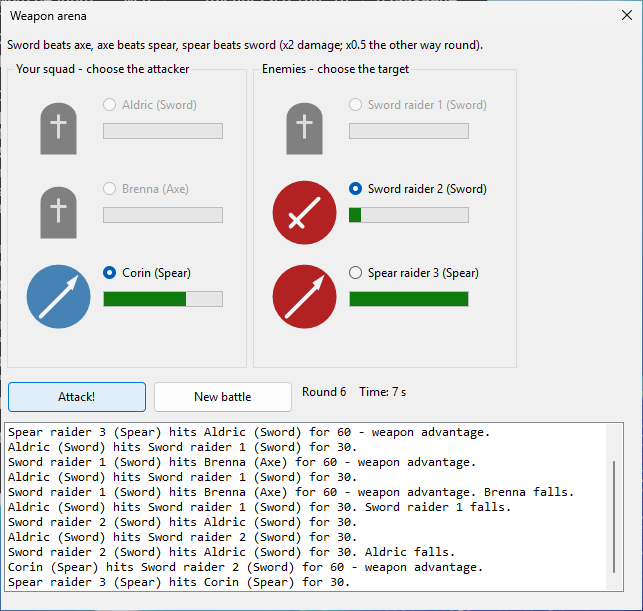 Weapon arena
Sword beats axe, axe beats spear, spear beats sword (x2 damage; x0.5 the other way round).
Your squad - choose the attacker
Aldric (Sword)
Brenna (Axe)
Corin (Spear)
Enemies - choose the target
Sword raider 1 (Sword)
Sword raider 2 (Sword)
Spear raider 3 (Spear)
Attack!
New battle
Round 6
Time: 7 s
Spear raider 3 (Spear) hits Aldric (Sword) for 60 - weapon advantage.
Aldric (Sword) hits Sword raider 1 (Sword) for 30.
Sword raider 1 (Sword) hits Brenna (Axe) for 60 - weapon advantage.
Aldric (Sword) hits Sword raider 1 (Sword) for 30.
Sword raider 1 (Sword) hits Brenna (Axe) for 60 - weapon advantage. Brenna falls.
Aldric (Sword) hits Sword raider 1 (Sword) for 30. Sword raider 1 falls.
Sword raider 2 (Sword) hits Aldric (Sword) for 30.
Aldric (Sword) hits Sword raider 2 (Sword) for 30.
Sword raider 2 (Sword) hits Aldric (Sword) for 30. Aldric falls.
Corin (Spear) hits Sword raider 2 (Sword) for 60 - weapon advantage.
Spear raider 3 (Spear) hits Corin (Spear) for 30.